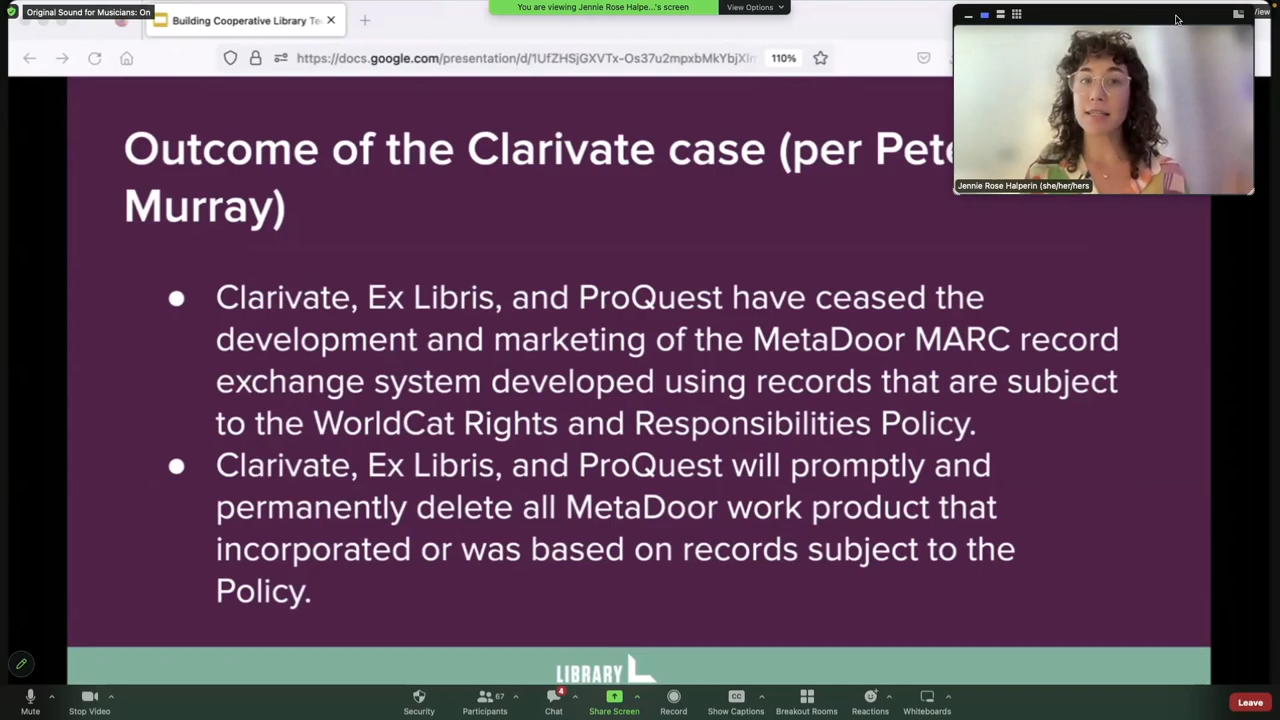 Original Sound for Musicians: On
Building Cooperative Library Te
You are viewing Jennie Rose Halpe...'s screen
View Options
View
https://docs.google.com/presentation/d/1UfZHSjGXVTx-Os37u2mpxbMkYbjXlm
110%
Jennie Rose Halperin (she/her/hers
Outcome of the Clarivate case (per Pete
Murray)
● Clarivate, Ex Libris, and ProQuest have ceased the
development and marketing of the MetaDoor MARC record
exchange system developed using records that are subject
to the WorldCat Rights and Responsibilities Policy.
● Clarivate, Ex Libris, and ProQuest will promptly and
permanently delete all MetaDoor work product that
incorporated or was based on records subject to the
Policy.
LIBRARY
Mute
Stop Video
Security
67
Participants
4
Chat
Share Screen
Record
CC
Show Captions
Breakout Rooms
Reactions
Whiteboards
Leave